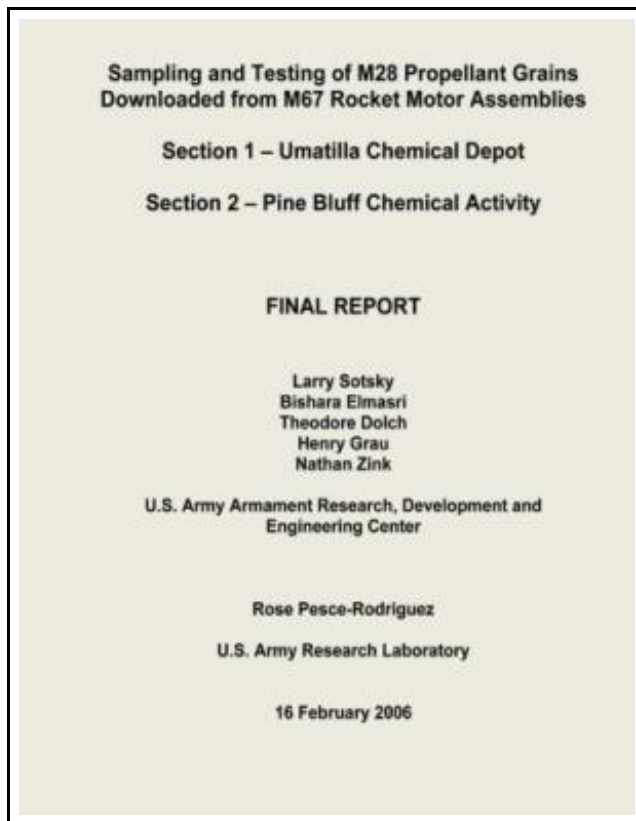 Sampling and Testing of M28 Propellant Grains
Downloaded from M67 Rocket Motor Assemblies
Section 1 – Umatilla Chemical Depot
Section 2 – Pine Bluff Chemical Activity
FINAL REPORT
Larry Sotsky
Bishara Elmasri
Theodore Dolch
Henry Grau
Nathan Zink
U.S. Army Armament Research, Development and
Engineering Center
Rose Pesce-Rodriguez
U.S. Army Research Laboratory
16 February 2006